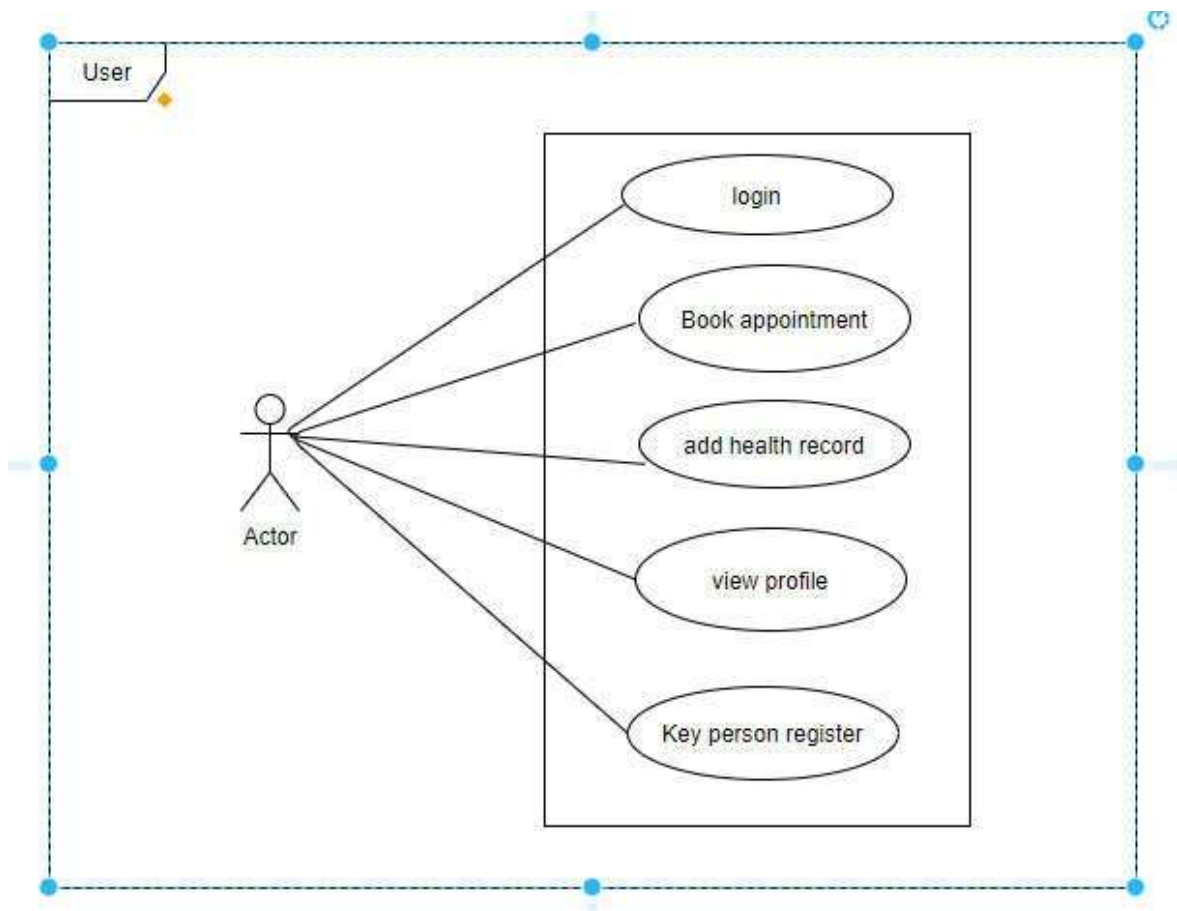 User
login
Book appointment
add health record
Actor
view profile
Key person register